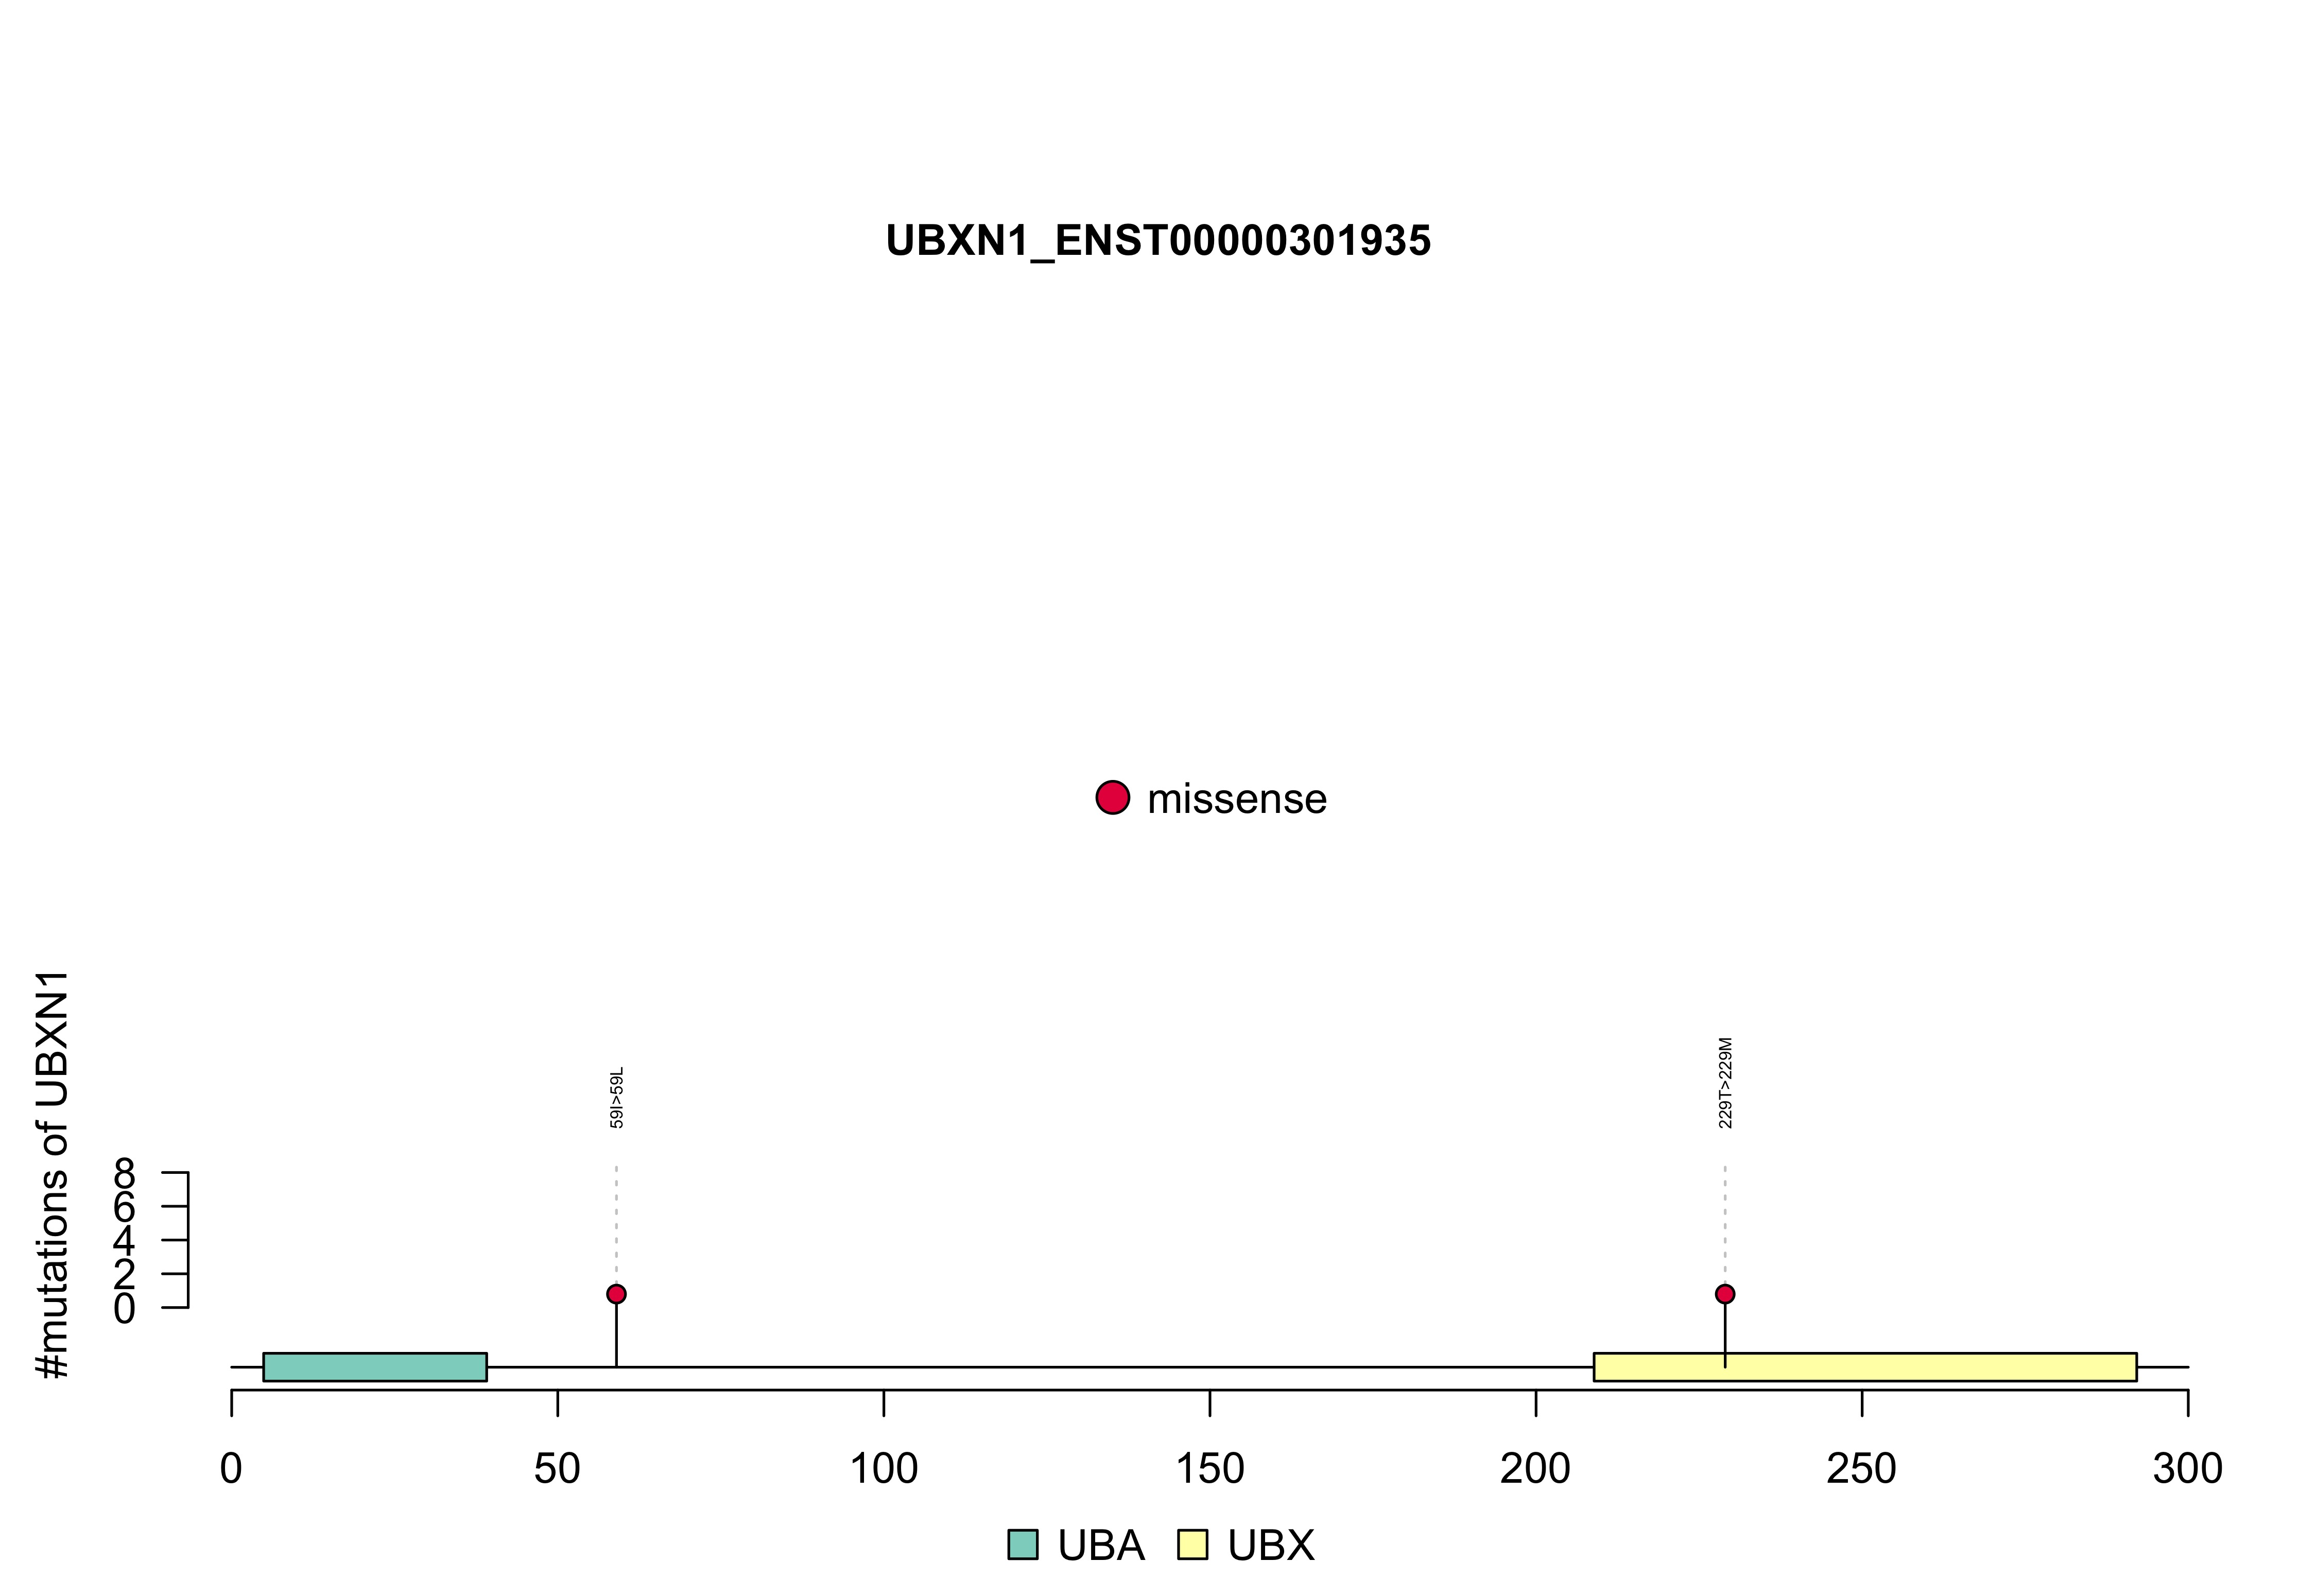 UBXN1_ENST00000301935
missense
#mutations of UBXN1
59I>59L
229T>229M
8
6
4
2
0
0 50 100 150 200 250 300
UBA UBX